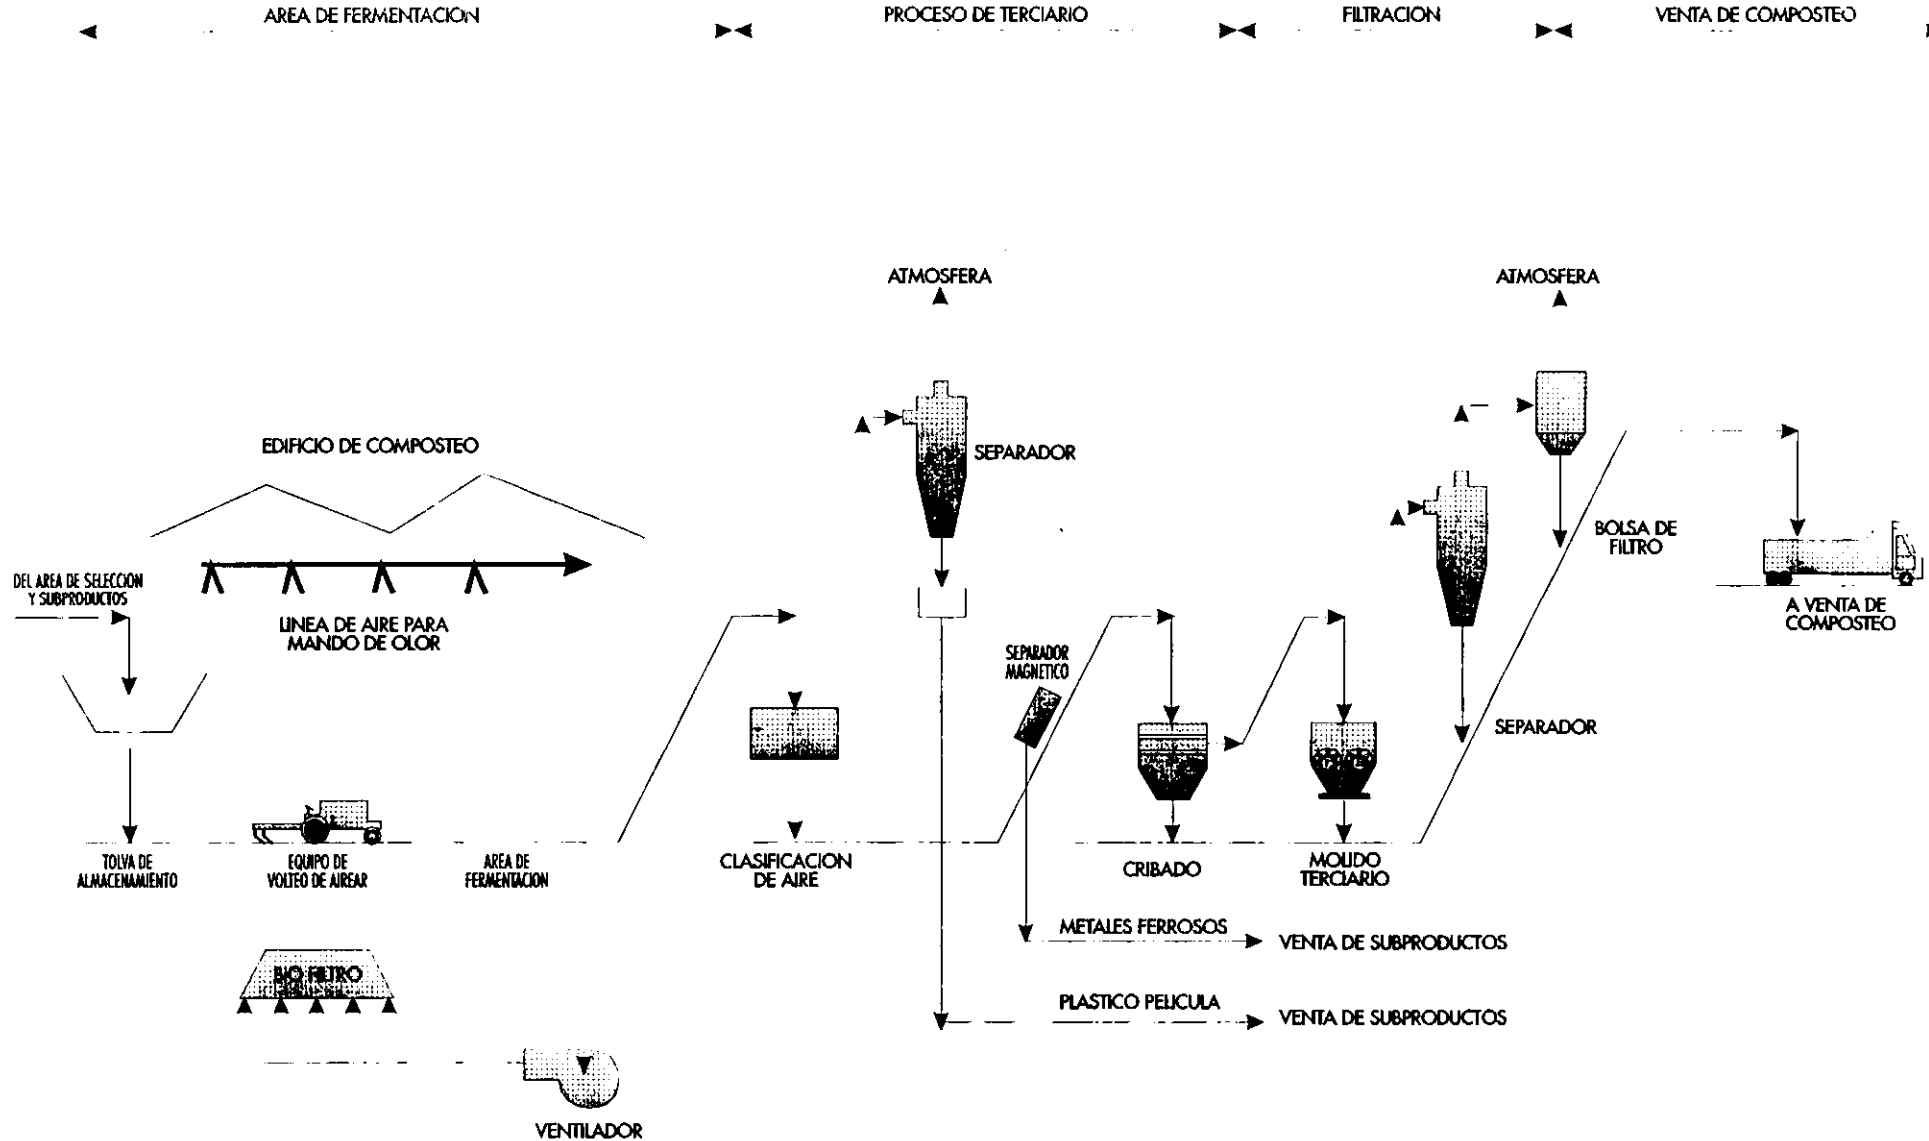 AREA DE FERMENTACION
PROCESO DE TERCIARIO
FILTRACION
VENTA DE COMPOSTEO
ATMOSFERA
ATMOSFERA
EDIFICIO DE COMPOSTEO
SEPARADOR
BOLSA DE
FILTRO
DEL AREA DE SELECCION
Y SUBPRODUCTOS
LINEA DE AIRE PARA
MANDO DE OLOR
A VENTA DE
COMPOSTEO
SEPARADOR
MAGNETICO
SEPARADOR
TOLVA DE
ALMACENAMIENTO
EQUIPO DE
VOLTEO DE AIREAR
AREA DE
FERMENTACION
CLASIFICACION
DE AIRE
CRIBADO
MOLIDO
TERCIARIO
METALES FERROSOS
VENTA DE SUBPRODUCTOS
BIO FILTRO
PLASTICO PELICULA
VENTA DE SUBPRODUCTOS
VENTILADOR